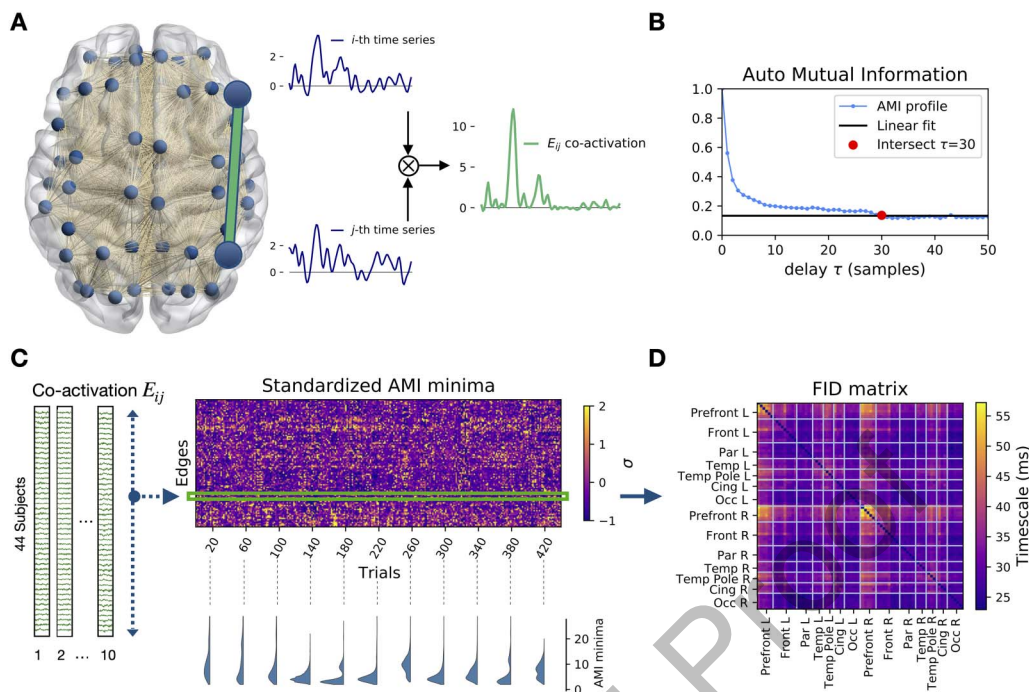 A
i-th time series
2
0
j-th time series
2
0
E_ij co-activation
10
5
0
B
Auto Mutual Information
1.0
0.8
0.6
0.4
0.2
0.0
AMI profile
Linear fit
Intersect τ=30
0 10 20 30 40 50
delay τ (samples)
C
Co-activation E_ij
44 Subjects
...
1 2 ... 10
Standardized AMI minima
Edges
20 60 100 140 180 220 260 300 340 380 420
Trials
2
1
0
−1
σ
20
10
0
AMI minima
D
FID matrix
Prefront L
Front L
Par L
Temp L
Temp Pole L
Cing L
Occ L
Prefront R
Front R
Par R
Temp R
Temp Pole R
Cing R
Occ R
Prefront L
Front L
Par L
Temp L
Temp Pole L
Cing L
Occ L
Prefront R
Front R
Par R
Temp R
Temp Pole R
Cing R
Occ R
55
50
45
40
35
30
25
Timescale (ms)